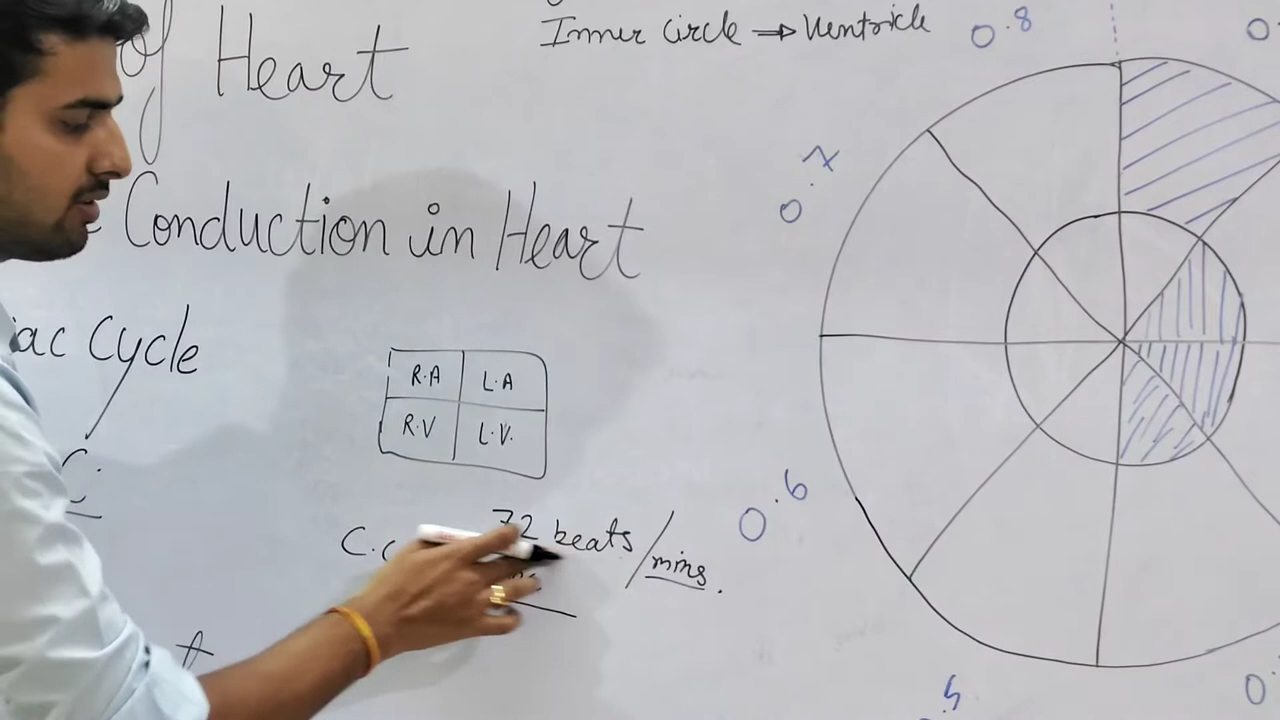 of Heart
Inner Circle → Ventricle
0.8
0.7
Conduction in Heart
ac Cycle
R.A L.A
R.V L.V.
C.
C.C 72 beats/mins.
0.6